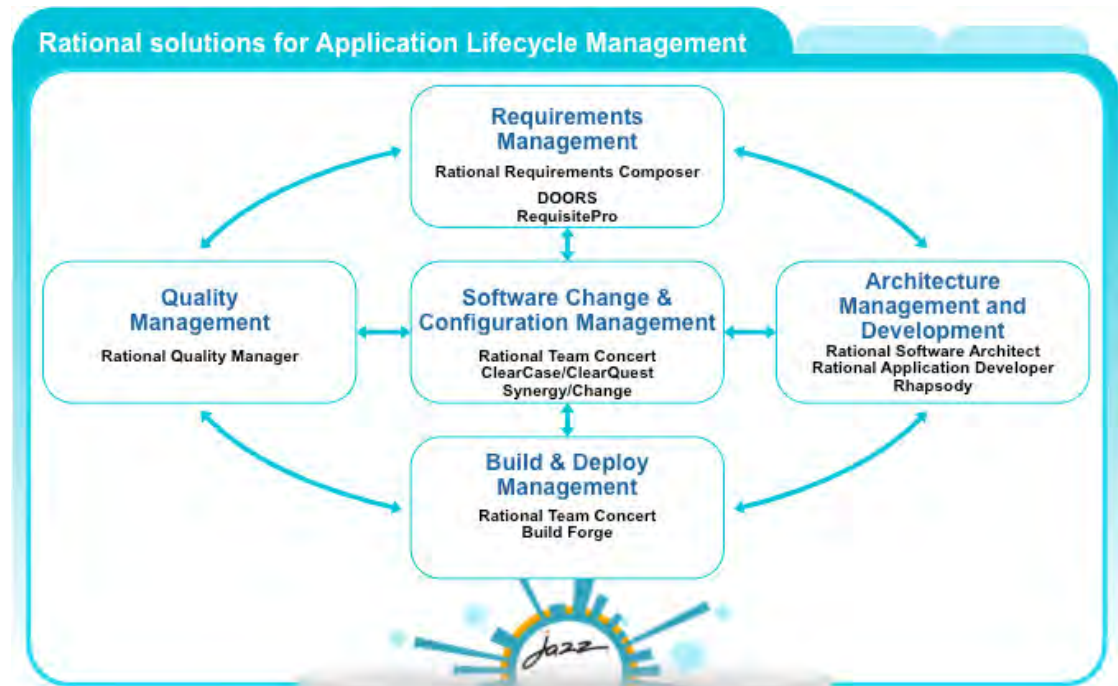 Rational solutions for Application Lifecycle Management
Requirements
Management
Rational Requirements Composer
DOORS
RequisitePro
Quality
Management
Rational Quality Manager
Software Change &
Configuration Management
Rational Team Concert
ClearCase/ClearQuest
Synergy/Change
Architecture
Management and
Development
Rational Software Architect
Rational Application Developer
Rhapsody
Build & Deploy
Management
Rational Team Concert
Build Forge
Jazz